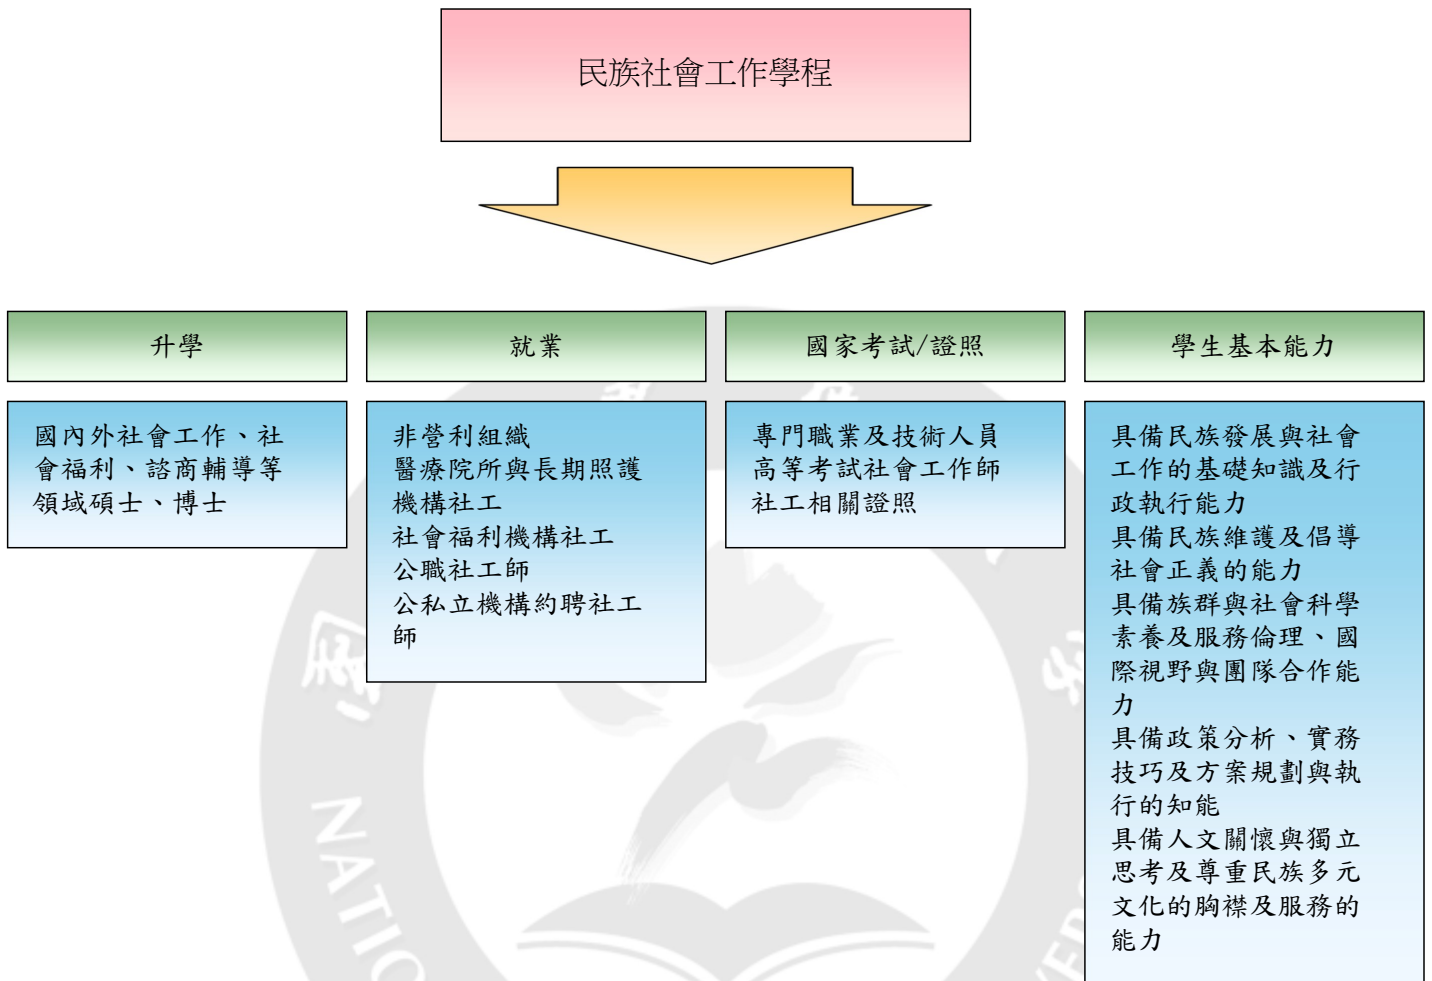 民族社會工作學程
升學
國內外社會工作、社
會福利、諮商輔導等
領域碩士、博士
就業
非營利組織
醫療院所與長期照護
機構社工
社會福利機構社工
公職社工師
公私立機構約聘社工
師
國家考試/證照
專門職業及技術人員
高等考試社會工作師
社工相關證照
學生基本能力
具備民族發展與社會
工作的基礎知識及行
政執行能力
具備民族維護及倡導
社會正義的能力
具備族群與社會科學
素養及服務倫理、國
際視野與團隊合作能
力
具備政策分析、實務
技巧及方案規劃與執
行的知能
具備人文關懷與獨立
思考及尊重民族多元
文化的胸襟及服務的
能力